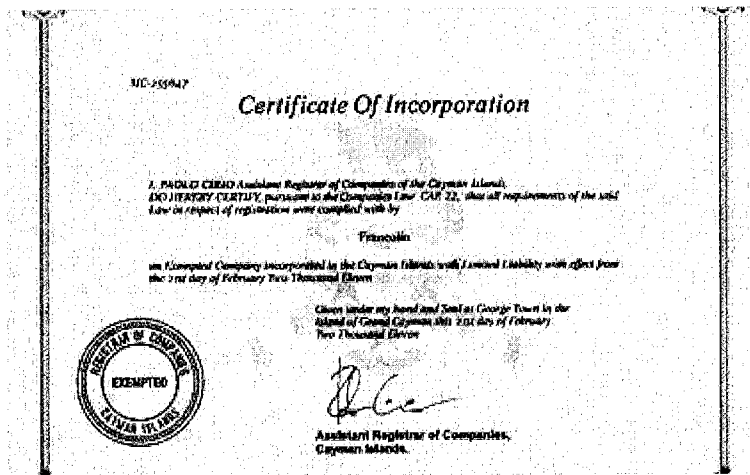 MC-255947
Certificate Of Incorporation
I, PAOLO CIRIO Assistant Registrar of Companies of the Cayman Islands
DO HEREBY CERTIFY, pursuant to the Companies Law CAP. 22, that all requirements of the said
Law in respect of registration were complied with by
Francolin
an Exempted Company incorporated in the Cayman Islands with Limited Liability with effect from
the 21st day of February Two Thousand Eleven
Given under my hand and Seal at George Town in the
Island of Grand Cayman this 21st day of February
Two Thousand Eleven
REGISTRAR OF COMPANIES
EXEMPTED
CAYMAN ISLANDS
Assistant Registrar of Companies,
Cayman Islands.